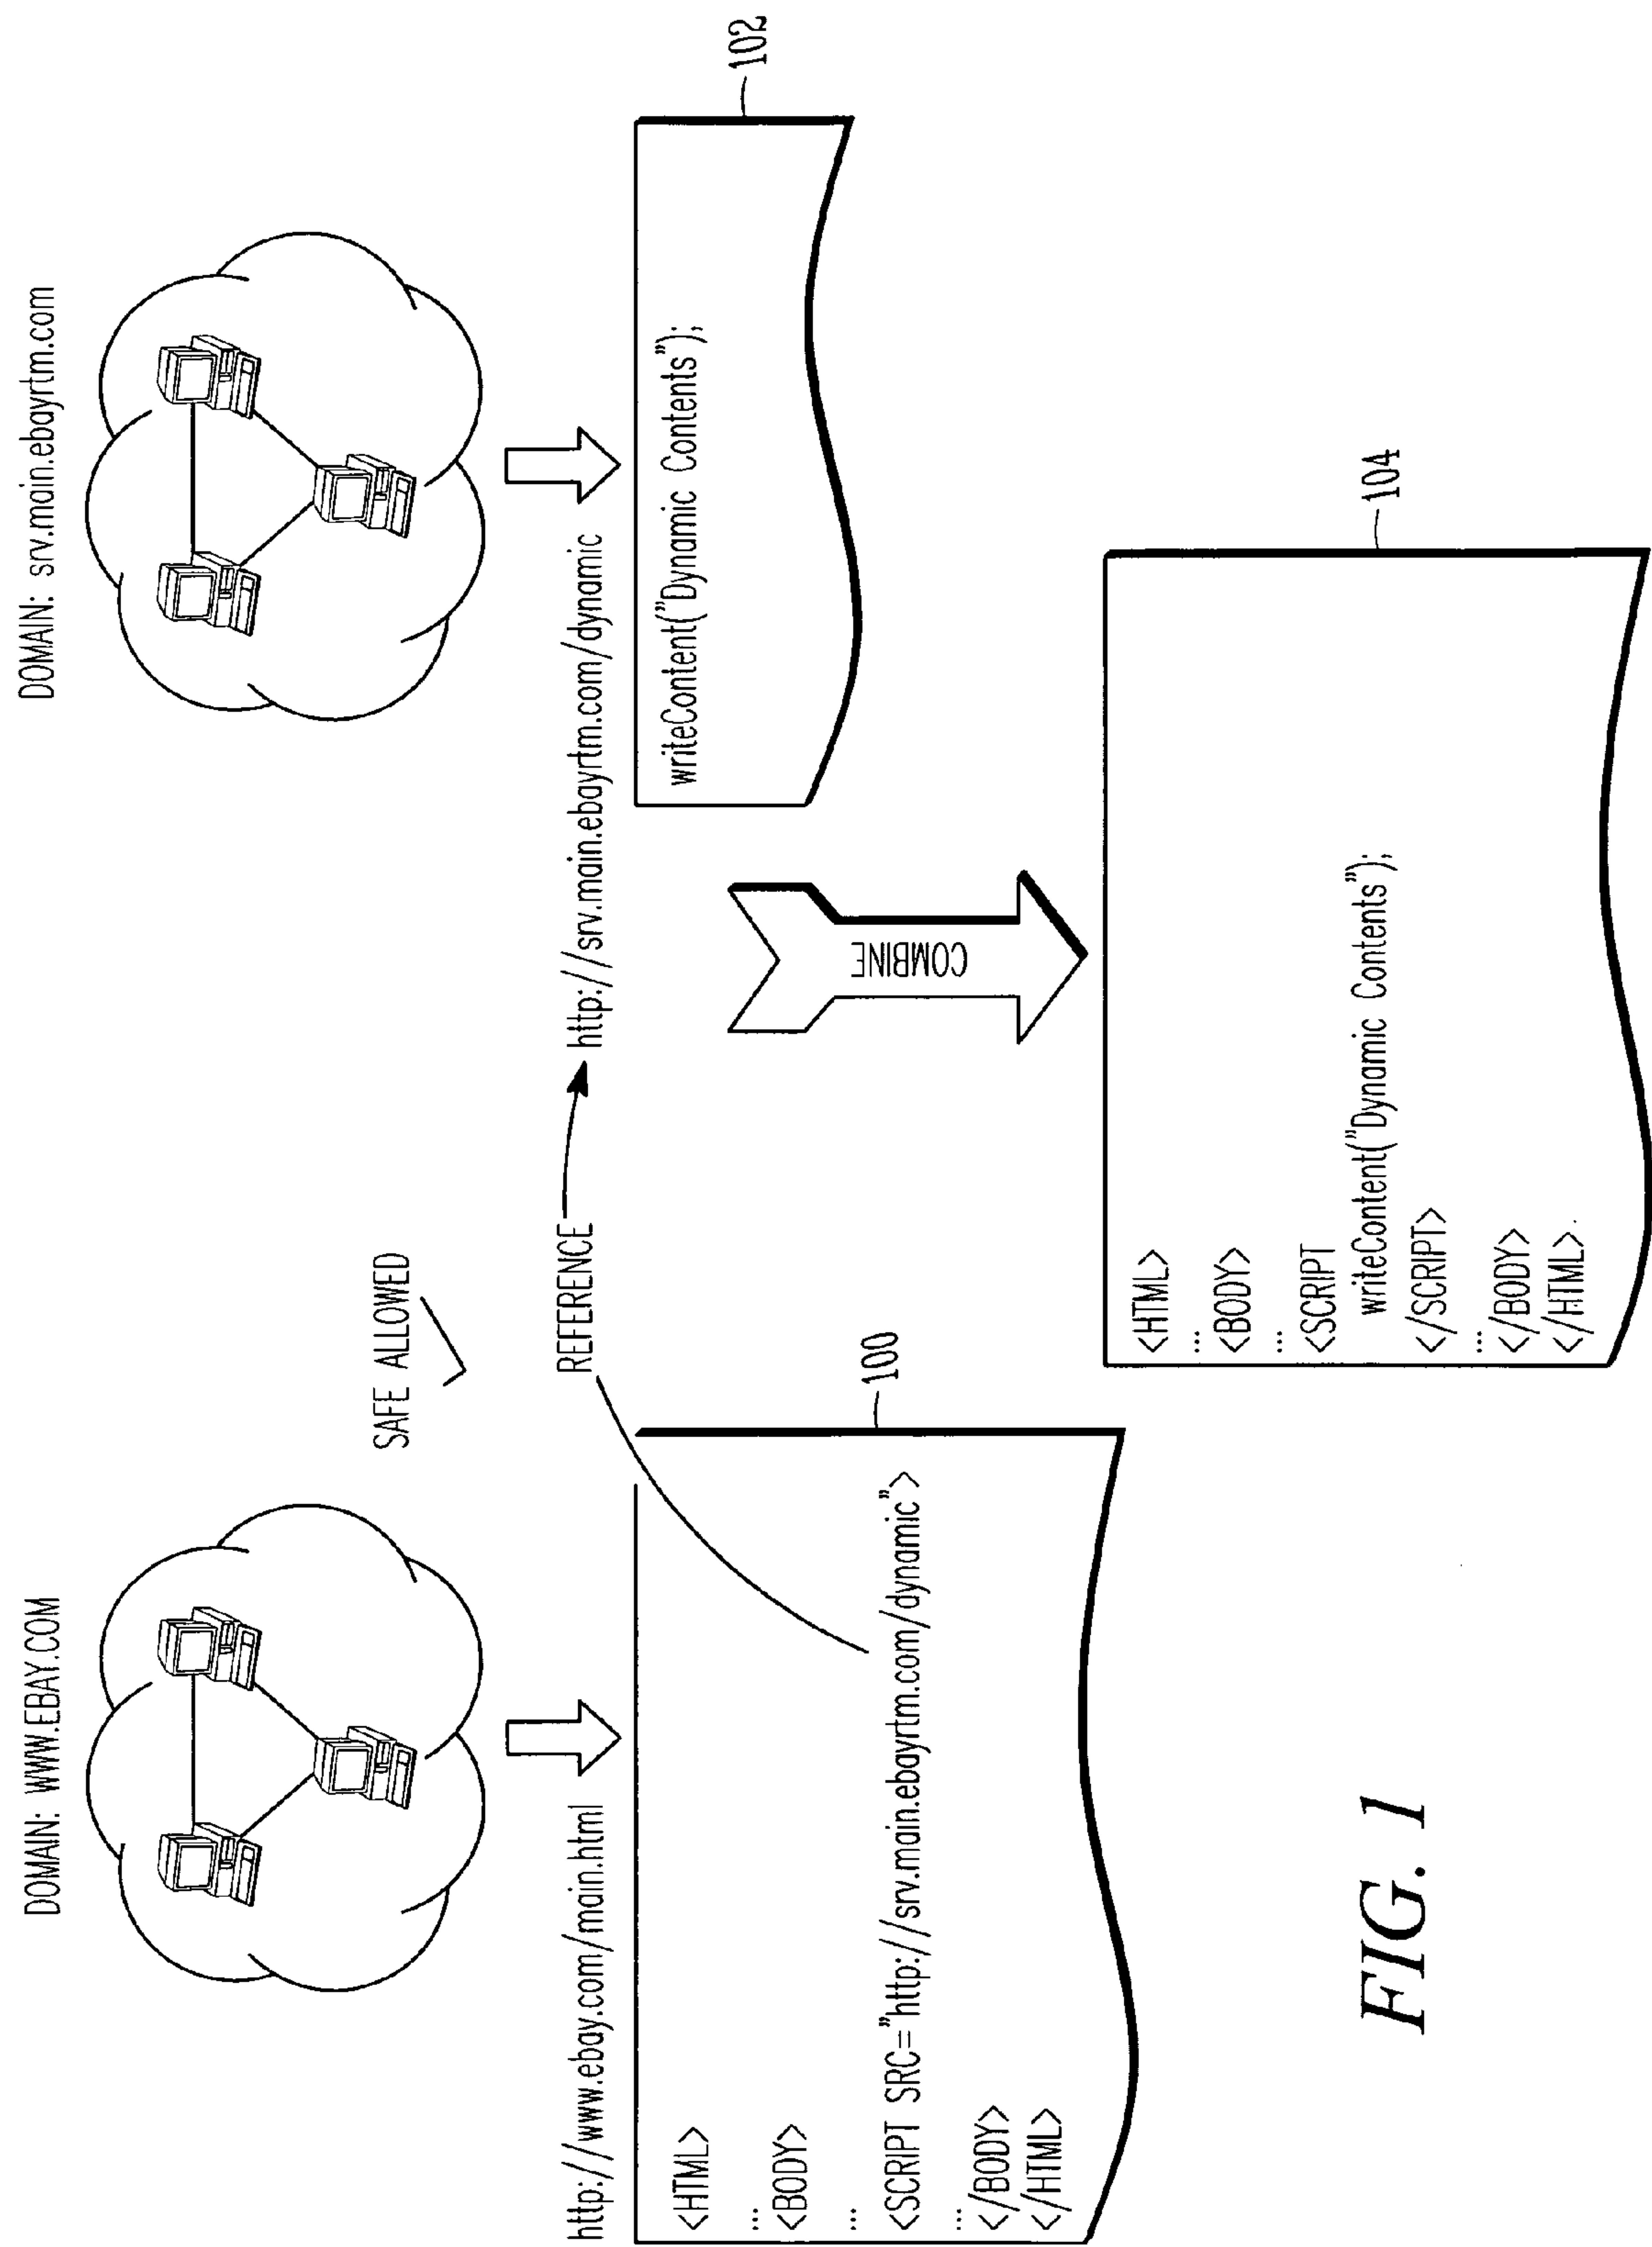 DOMAIN: WWW.EBAY.COM
DOMAIN: srv.main.ebayrtm.com
SAFE ALLOWED
http://www.ebay.com/main.html
REFERENCE
http://srv.main.ebayrtm.com/dynamic
<HTML>
...
<BODY>
...
<SCRIPT SRC="http://srv.main.ebayrtm.com/dynamic">
...
</BODY>
</HTML>
100
writeContent("Dynamic Contents");
102
COMBINE
<HTML>
...
<BODY>
...
<SCRIPT
writeContent("Dynamic Contents");
</SCRIPT>
...
</BODY>
</HTML>
104
FIG. 1